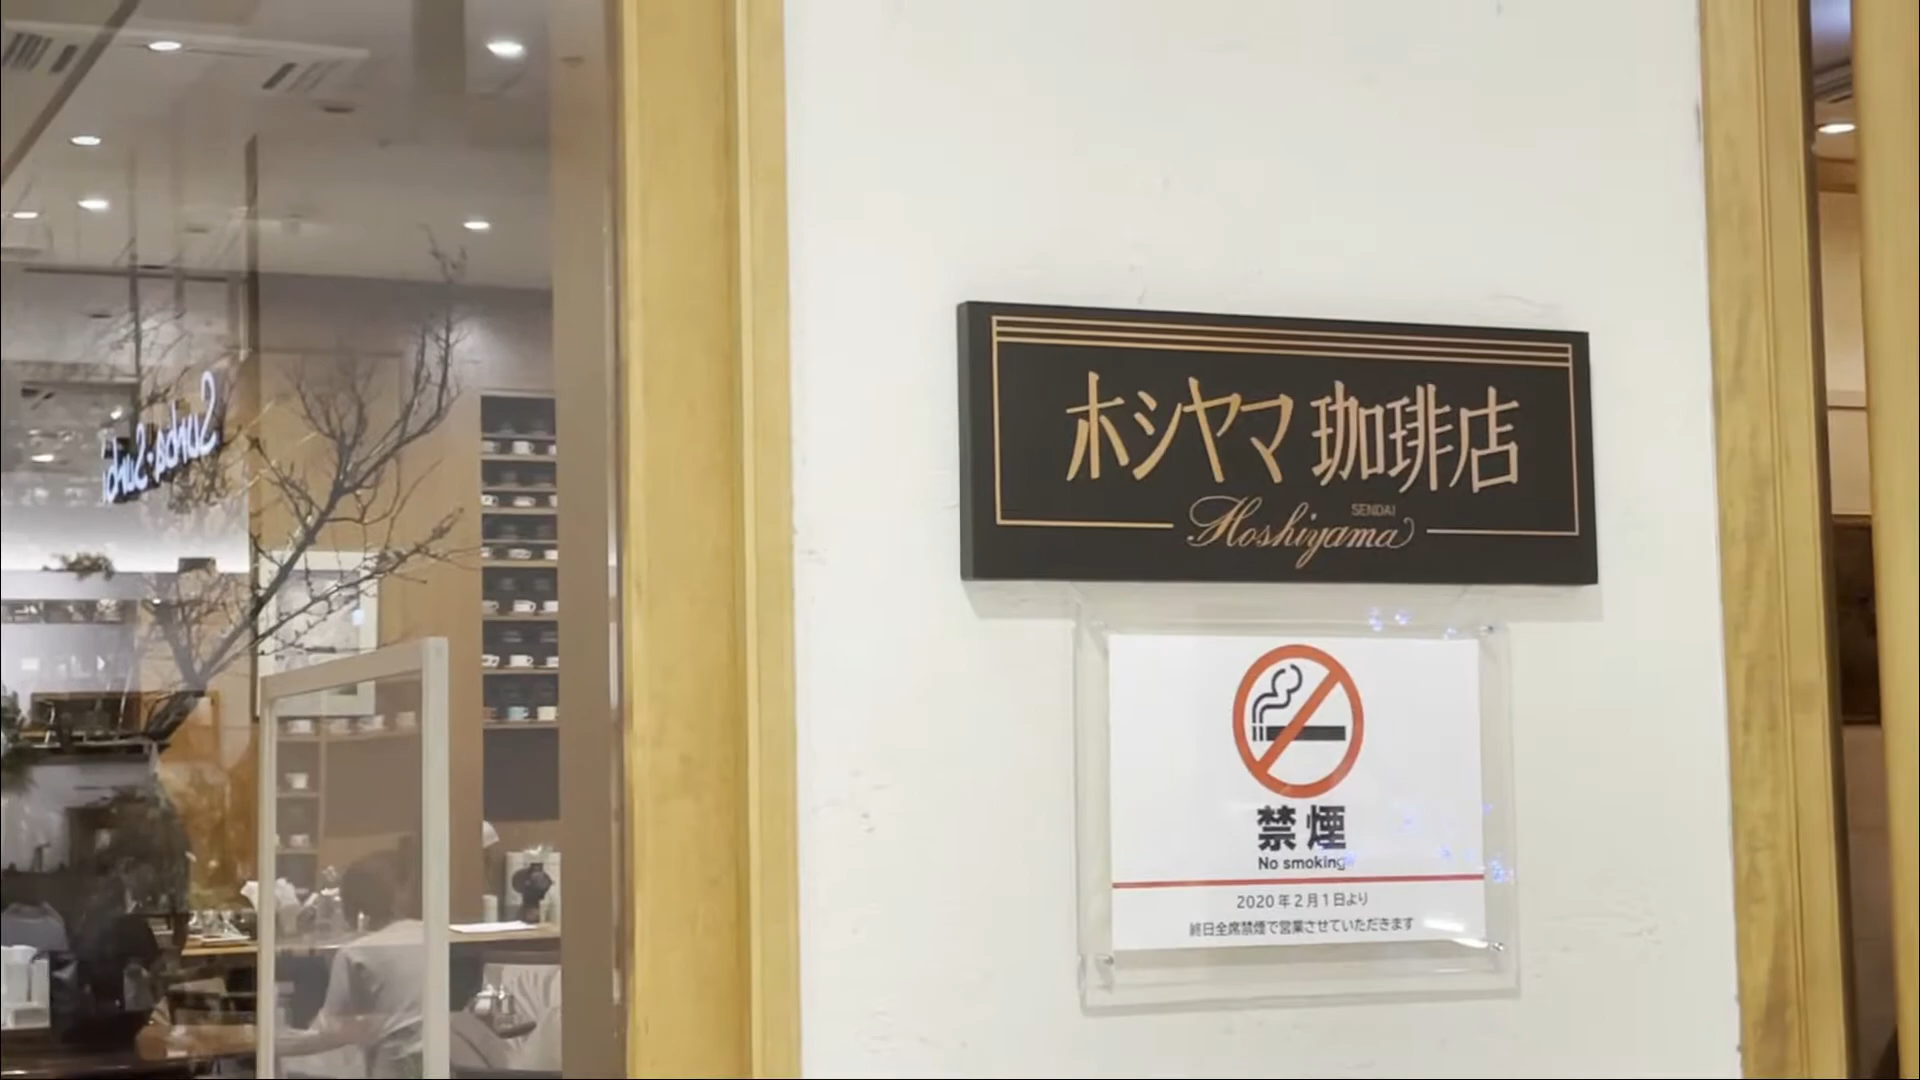 ホシヤマ珈琲店
SENDAI
Hoshiyama
禁煙
No smoking
2020年2月1日より
終日全席禁煙で営業させていただきます